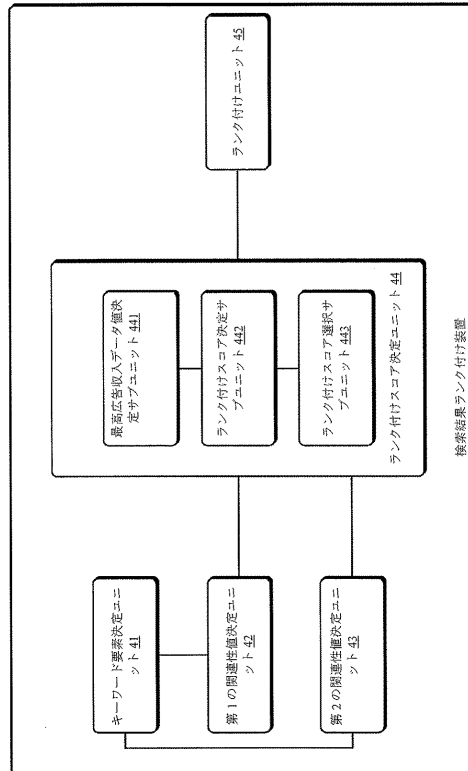 キーワード要素決定ユニ
ット 41
第1の関連性値決定ユニ
ット 42
第2の関連性値決定ユニ
ット 43
最高広告収入データ値決
定サブユニット 441
ランク付けスコア決定サ
ブユニット 442
ランク付けスコア選択サ
ブユニット 443
ランク付けスコア決定ユニット 44
ランク付けユニット 45
検索結果ランク付け装置